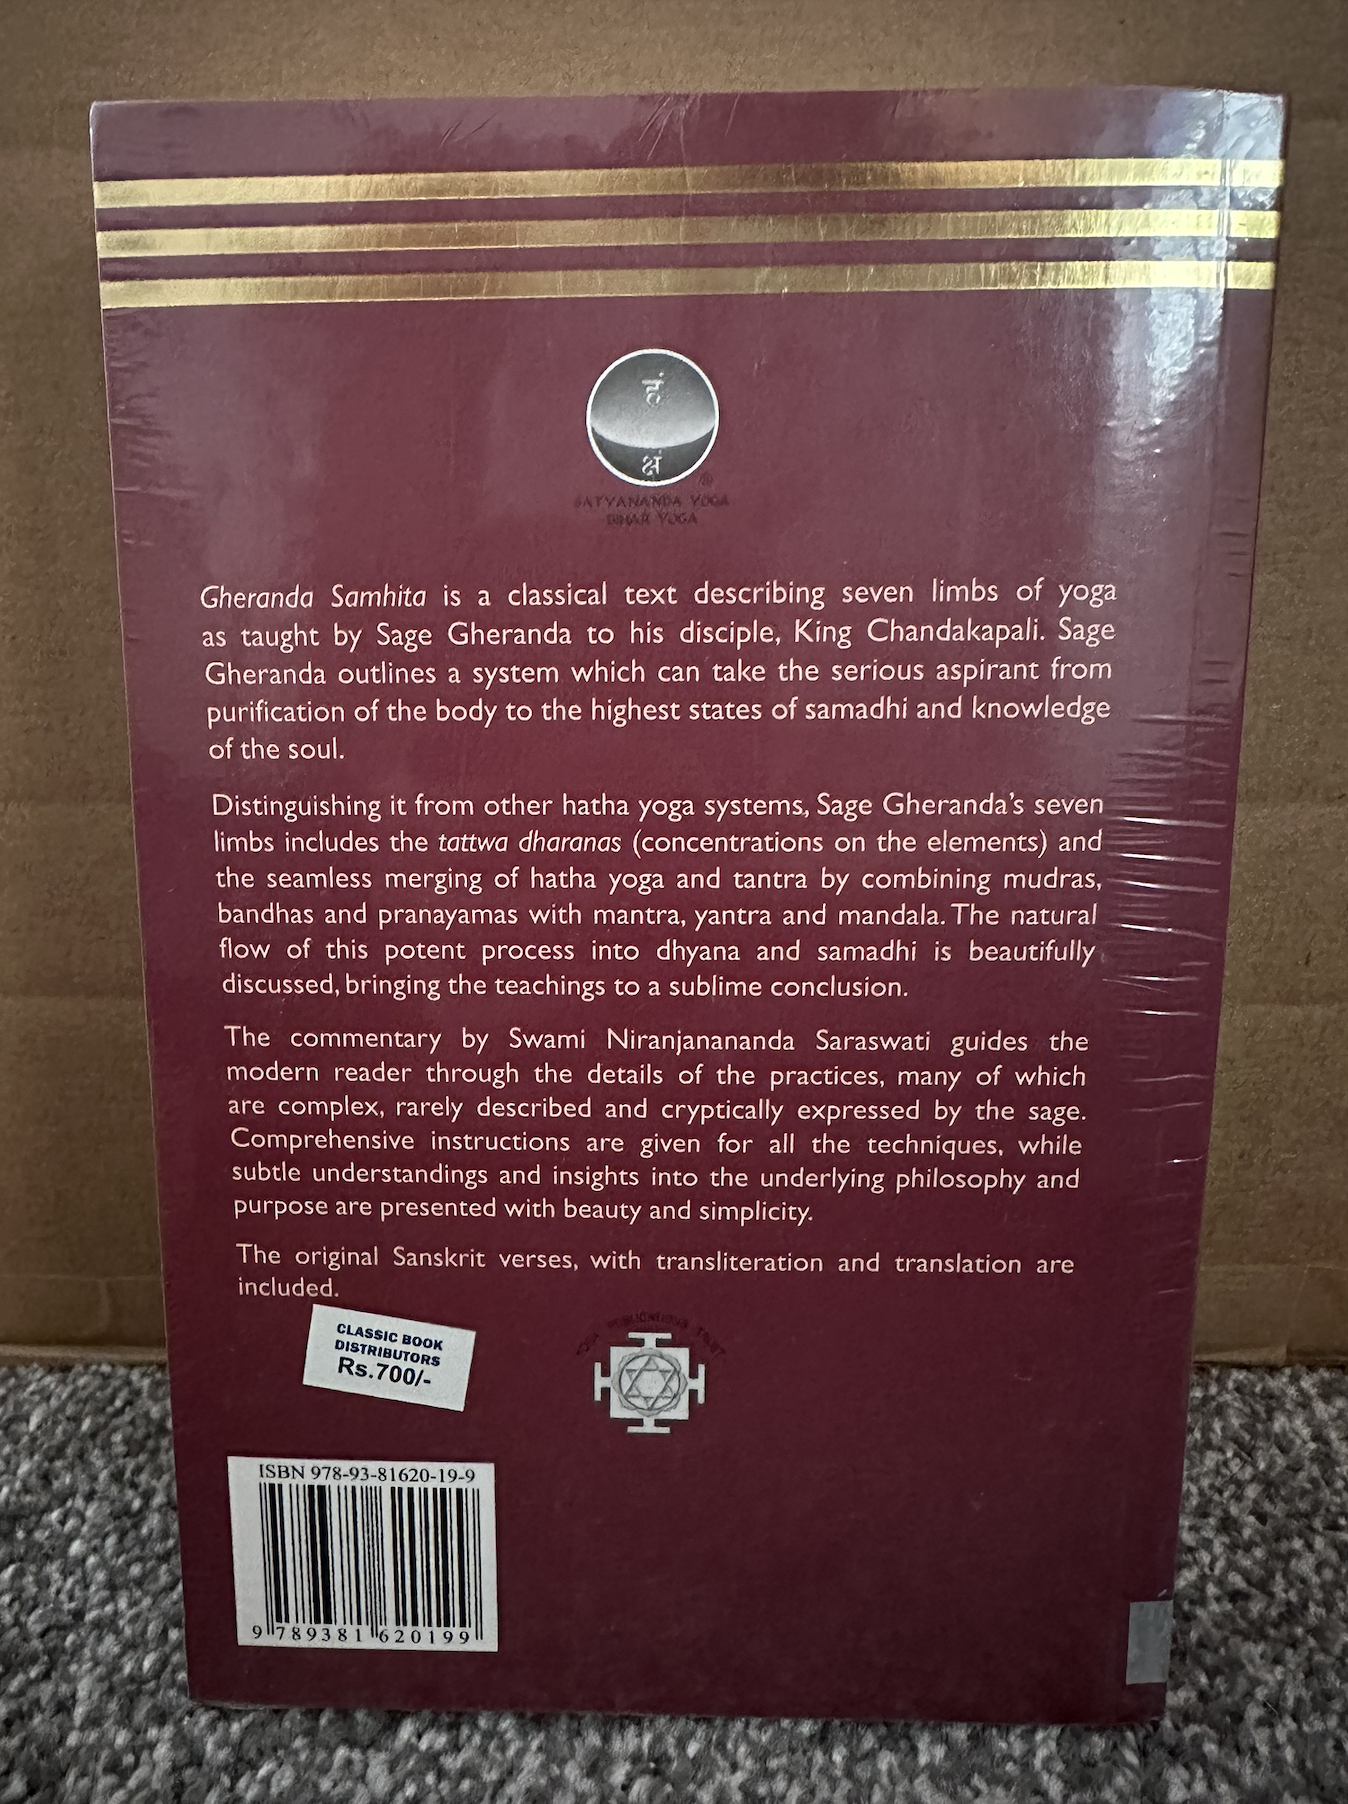 हं
क्षं
®
SATYANANDA YOGA
BIHAR YOGA
Gheranda Samhita is a classical text describing seven limbs of yoga
as taught by Sage Gheranda to his disciple, King Chandakapali. Sage
Gheranda outlines a system which can take the serious aspirant from
purification of the body to the highest states of samadhi and knowledge
of the soul.
Distinguishing it from other hatha yoga systems, Sage Gheranda's seven
limbs includes the tattwa dharanas (concentrations on the elements) and
the seamless merging of hatha yoga and tantra by combining mudras,
bandhas and pranayamas with mantra, yantra and mandala. The natural
flow of this potent process into dhyana and samadhi is beautifully
discussed, bringing the teachings to a sublime conclusion.
The commentary by Swami Niranjanananda Saraswati guides the
modern reader through the details of the practices, many of which
are complex, rarely described and cryptically expressed by the sage.
Comprehensive instructions are given for all the techniques, while
subtle understandings and insights into the underlying philosophy and
purpose are presented with beauty and simplicity.
The original Sanskrit verses, with transliteration and translation are
included.
CLASSIC BOOK
DISTRIBUTORS
Rs.700/-
YOGA PUBLICATIONS TRUST
ISBN 978-93-81620-19-9
9 789381 620199